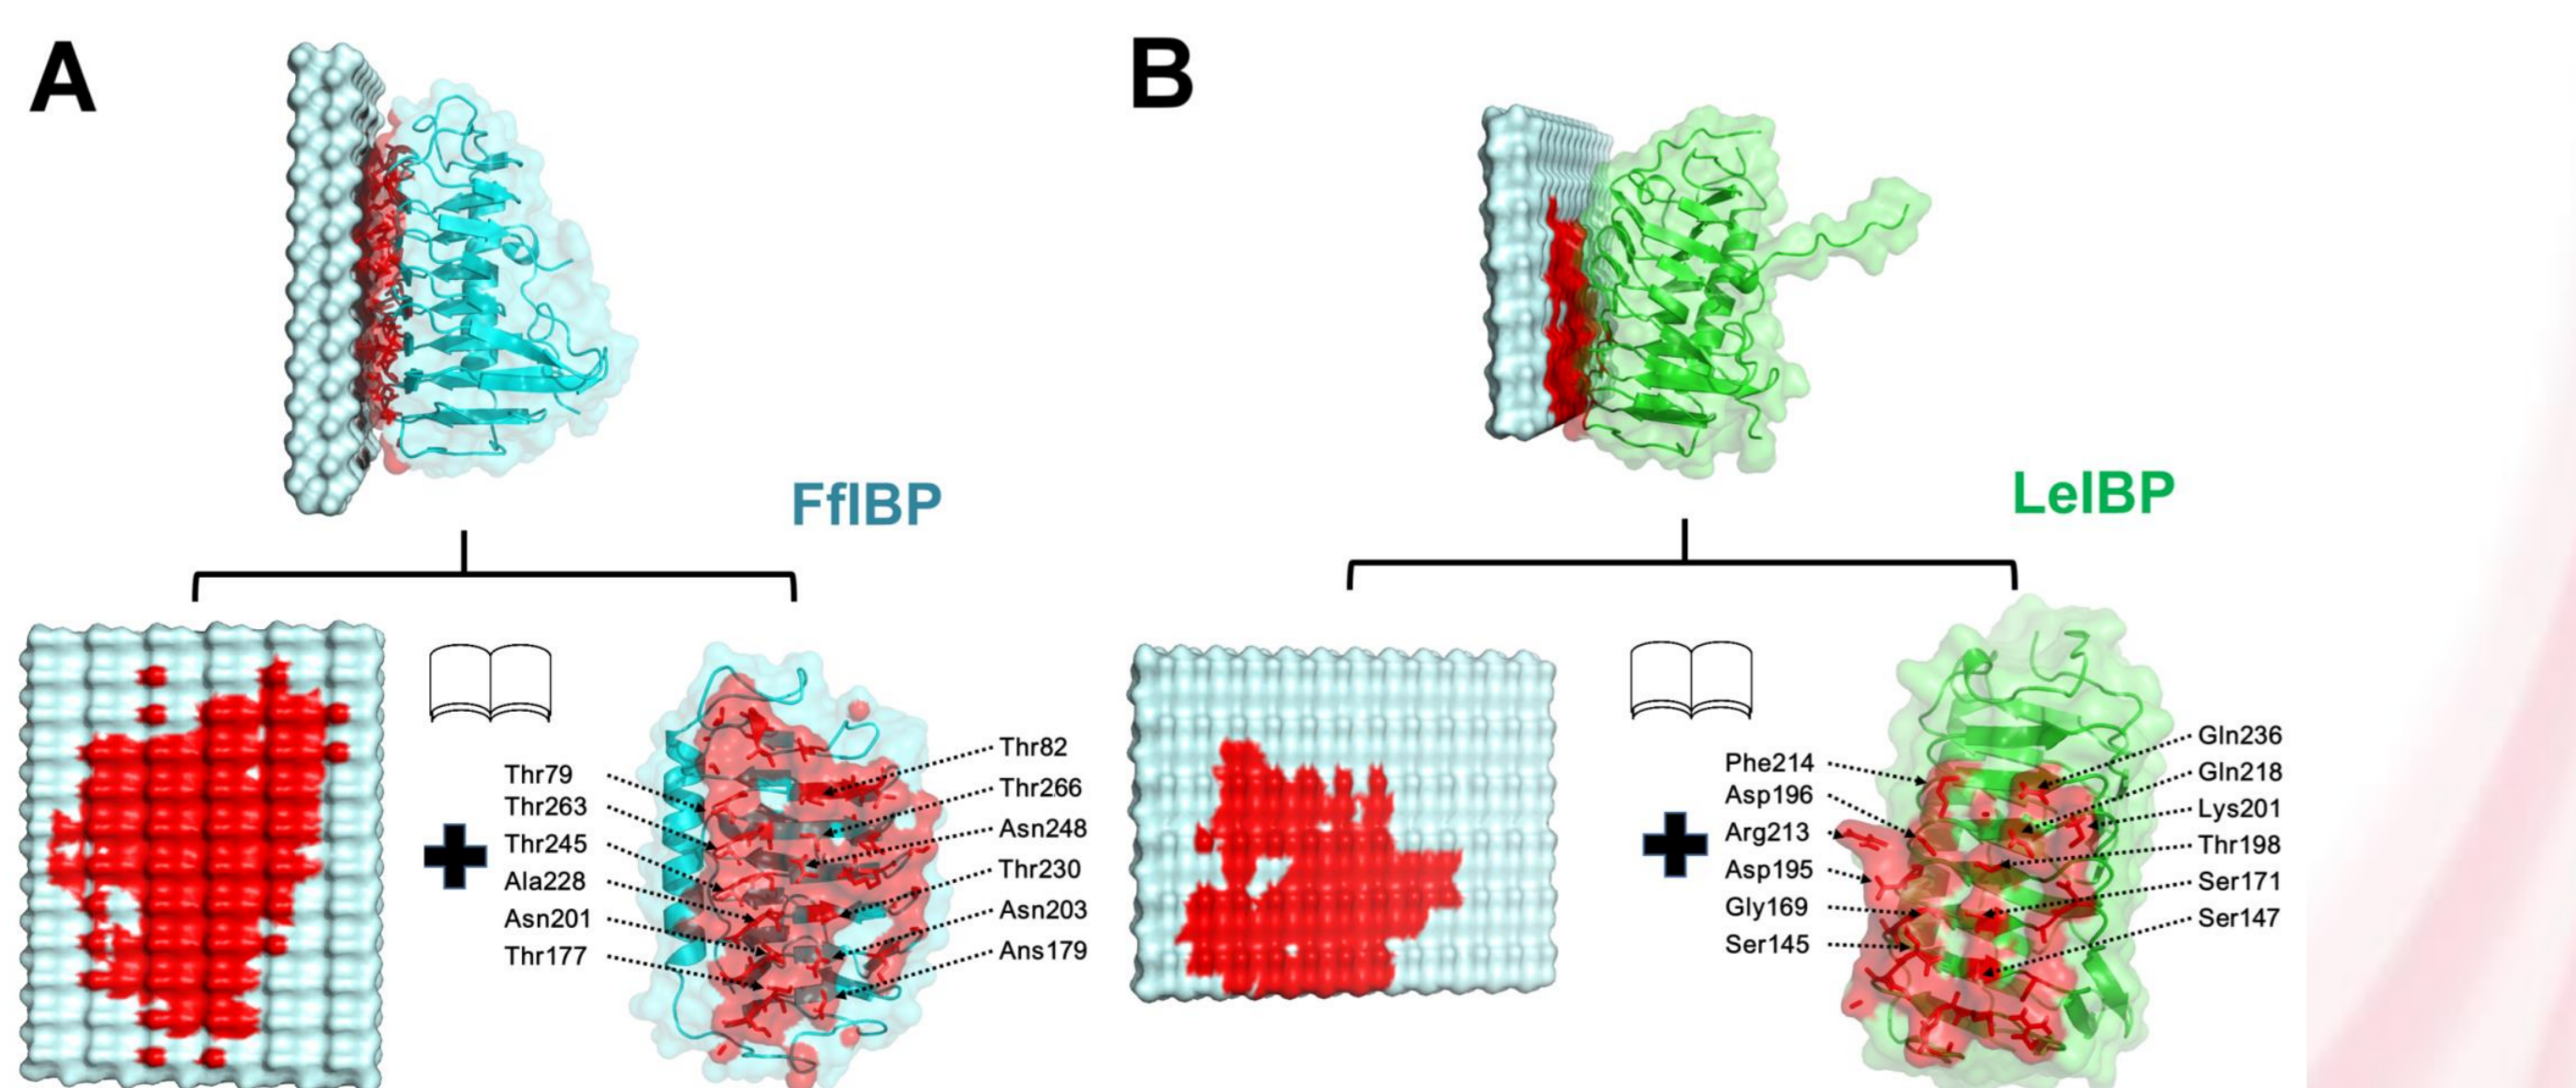 A
B
FfIBP
LeIBP
Thr79
Thr263
Thr245
Ala228
Asn201
Thr177
Thr82
Thr266
Asn248
Thr230
Asn203
Ans179
Phe214
Asp196
Arg213
Asp195
Gly169
Ser145
Gln236
Gln218
Lys201
Thr198
Ser171
Ser147